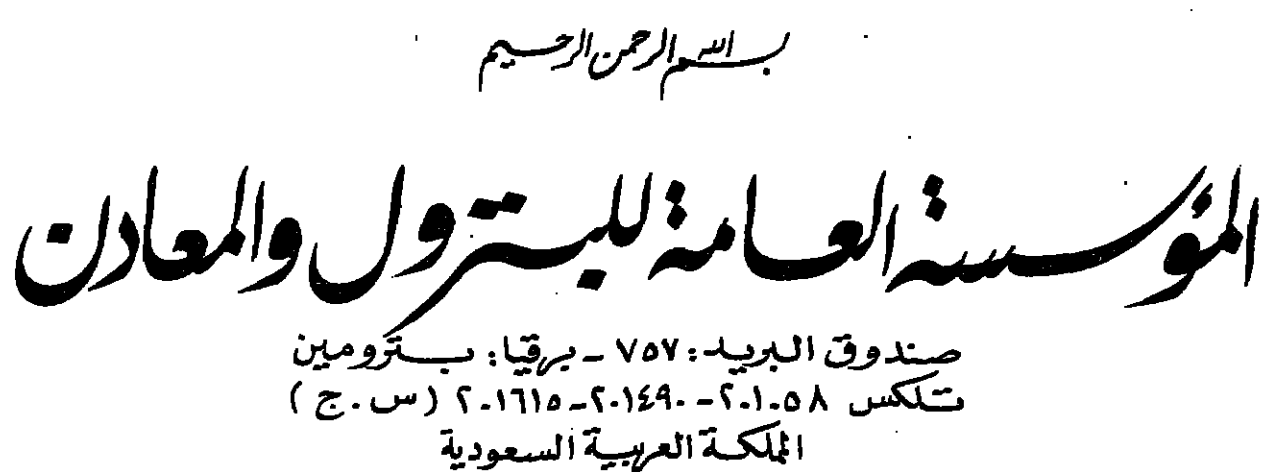 بسم الله الرحمن الرحيم
المؤسسة العامة للبترول والمعادن
صندوق البريد: ٧٥٧ - برقيا: بترومين
تلكس ٢٠١٠٥٨-٢٠١٤٩٠-٢٠١٦١٥ (س.ج)
المملكة العربية السعودية